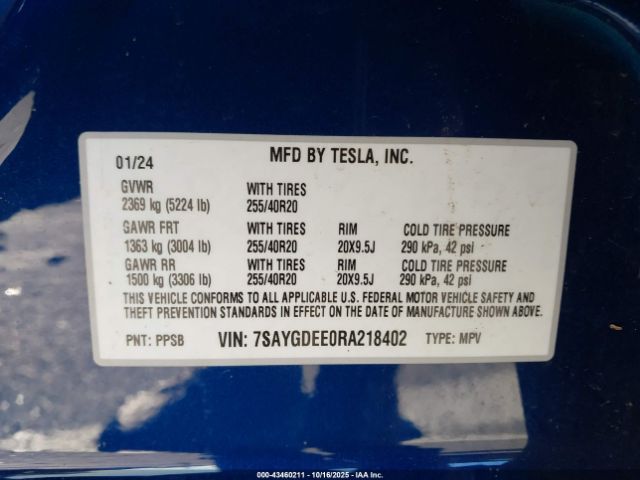 01/24 MFD BY TESLA, INC.
GVWR WITH TIRES
2369 kg (5224 lb) 255/40R20
GAWR FRT WITH TIRES RIM COLD TIRE PRESSURE
1363 kg (3004 lb) 255/40R20 20X9.5J 290 kPa, 42 psi
GAWR RR WITH TIRES RIM COLD TIRE PRESSURE
1500 kg (3306 lb) 255/40R20 20X9.5J 290 kPa, 42 psi
THIS VEHICLE CONFORMS TO ALL APPLICABLE U.S. FEDERAL MOTOR VEHICLE SAFETY AND
THEFT PREVENTION STANDARDS IN EFFECT ON THE DATE OF MANUFACTURE SHOWN ABOVE.
PNT: PPSB VIN: 7SAYGDEE0RA218402 TYPE: MPV
000-43460211 - 10/16/2025 - IAA Corp.